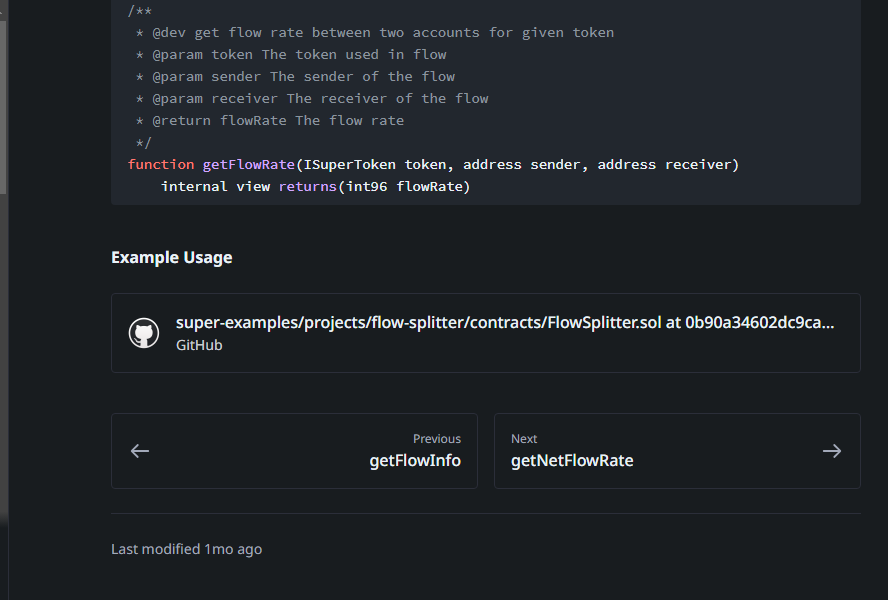 /**
* @dev get flow rate between two accounts for given token
* @param token The token used in flow
* @param sender The sender of the flow
* @param receiver The receiver of the flow
* @return flowRate The flow rate
*/
function getFlowRate(ISuperToken token, address sender, address receiver)
internal view returns(int96 flowRate)
Example Usage
super-examples/projects/flow-splitter/contracts/FlowSplitter.sol at 0b90a34602dc9ca...
GitHub
Previous
getFlowInfo
Next
getNetFlowRate
Last modified 1mo ago